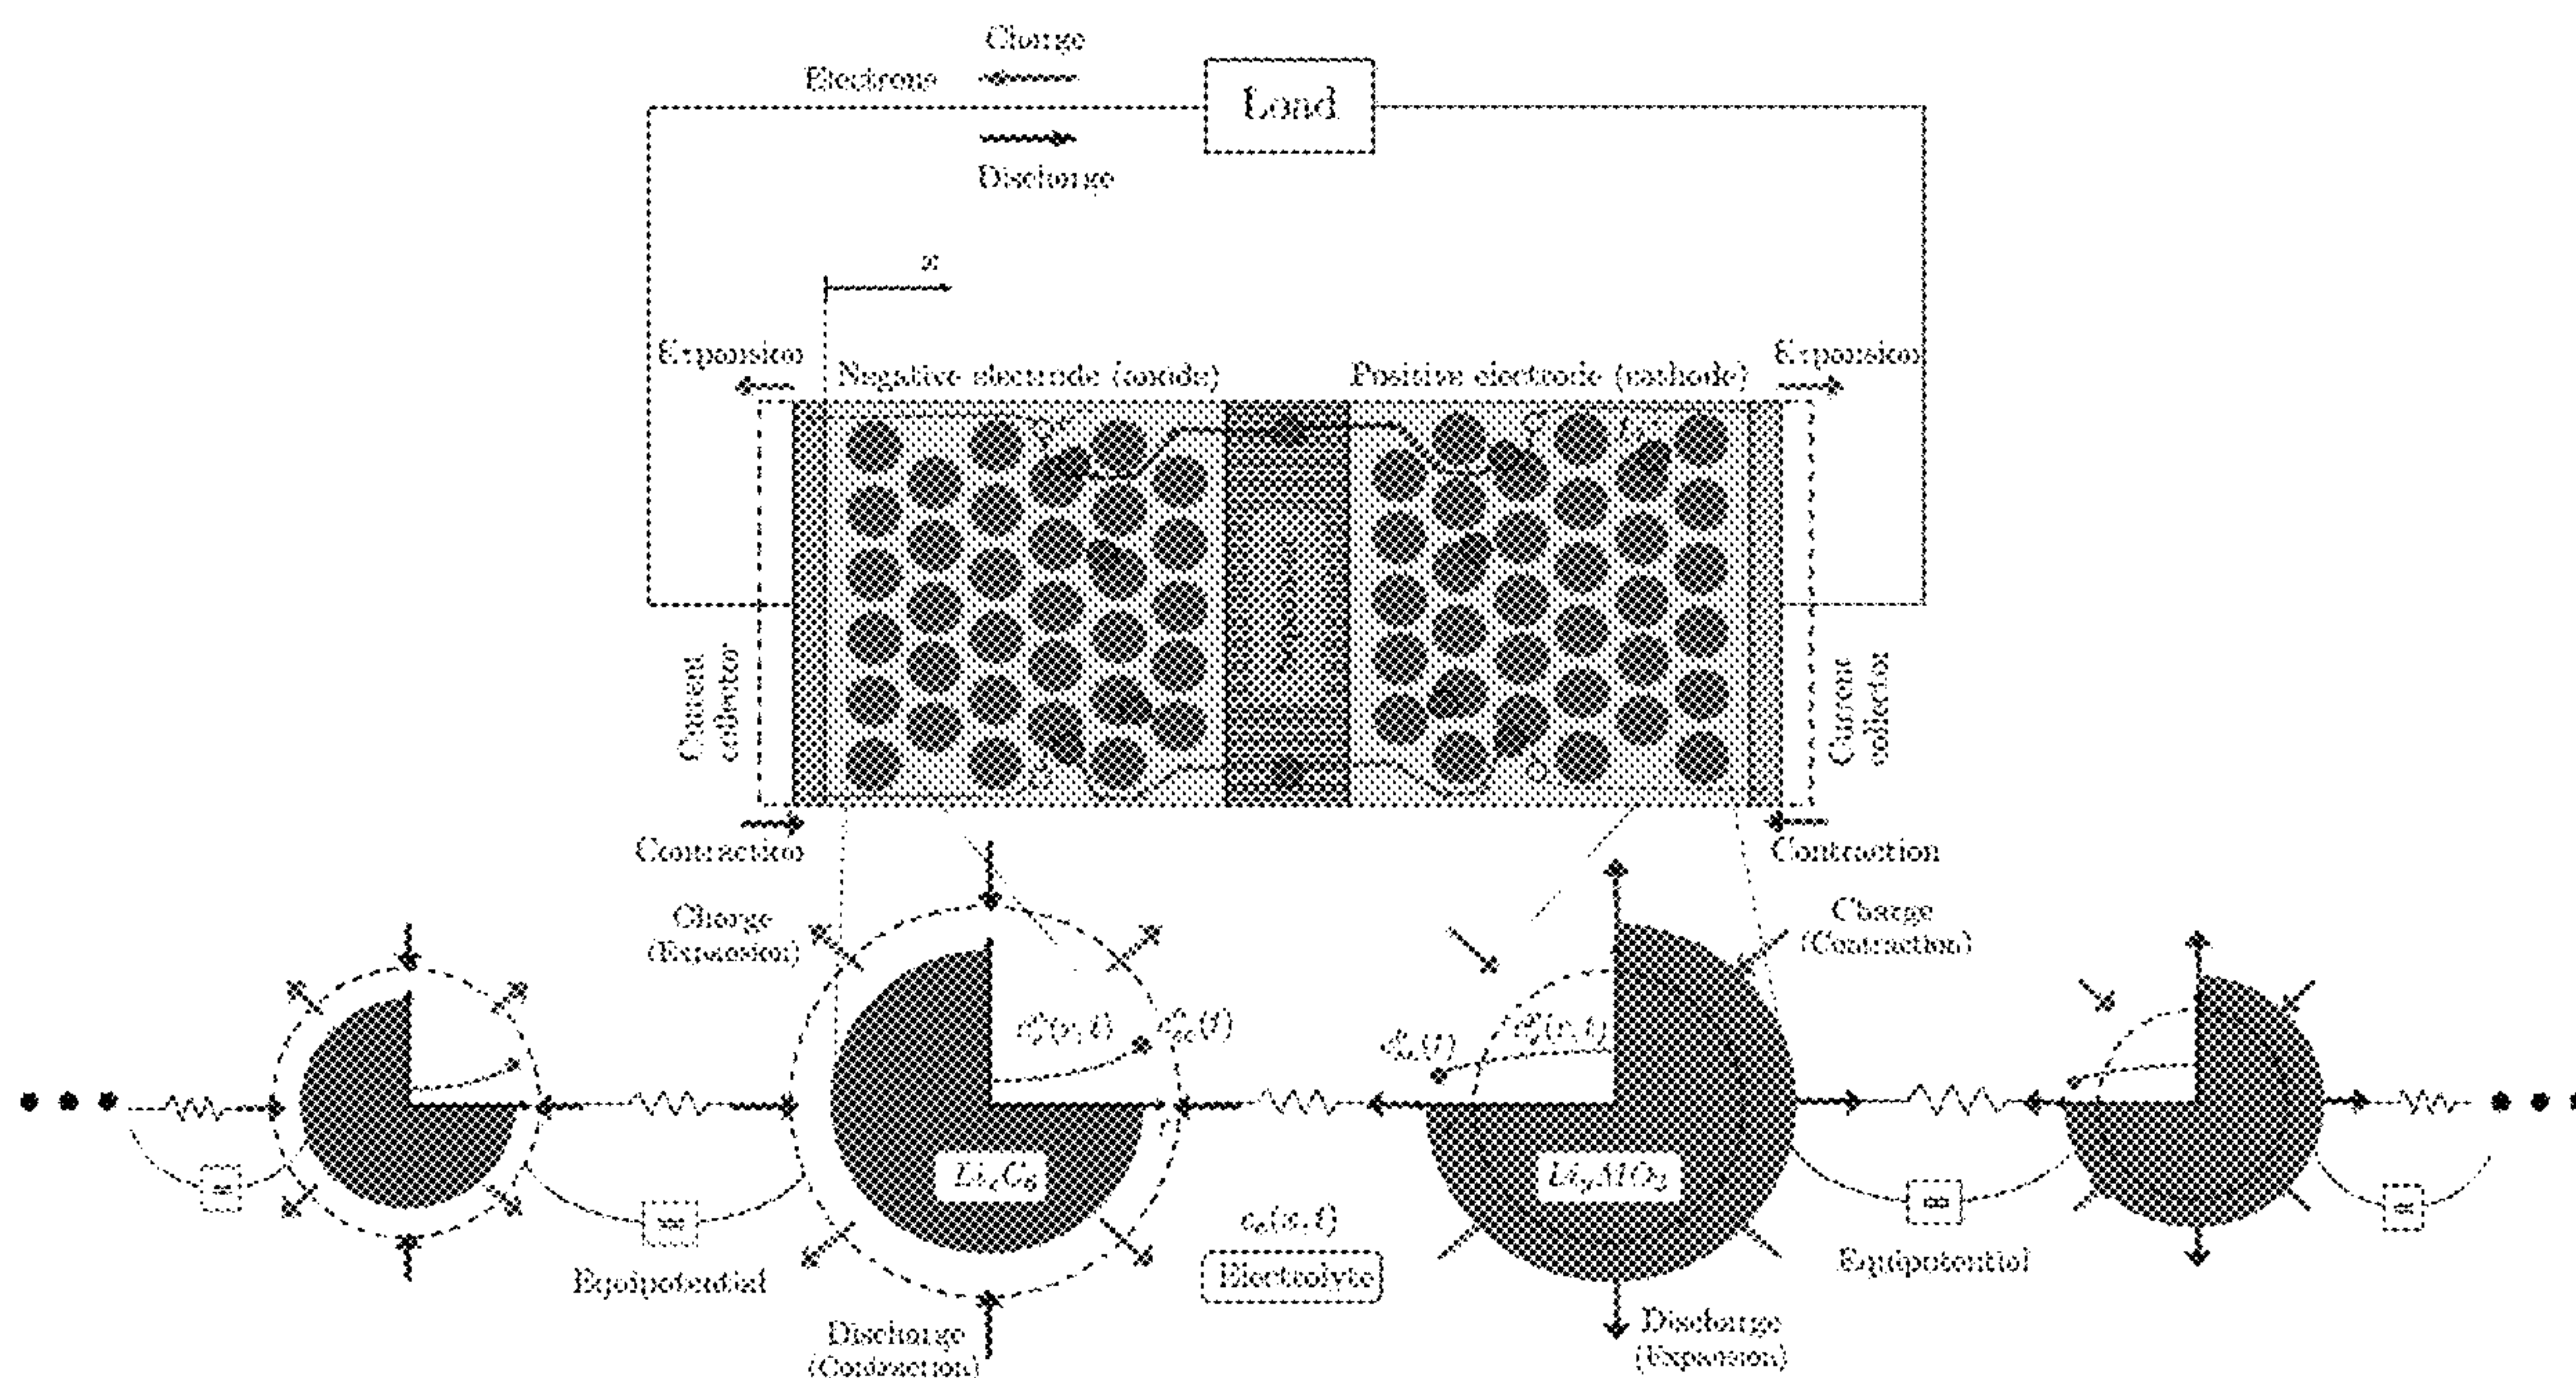 Charge
Electrons
Load
Discharge
x
Expansion
Expansion
Negative electrode (anode)
Positive electrode (cathode)
Current
collector
Current
collector
Contraction
Contraction
Charge
(Expansion)
Charge
(Contraction)
Li_xC_6
Li_yMO_2
c_e(x,t)
Electrolyte
Equipotential
Equipotential
Discharge
(Contraction)
Discharge
(Expansion)